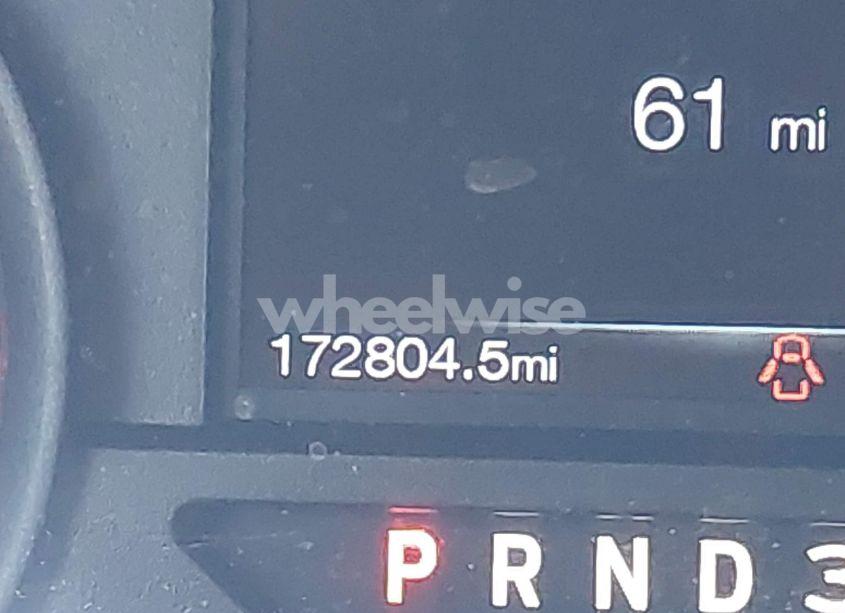 61 mi
wheelwise
172804.5mi
P R N D 3